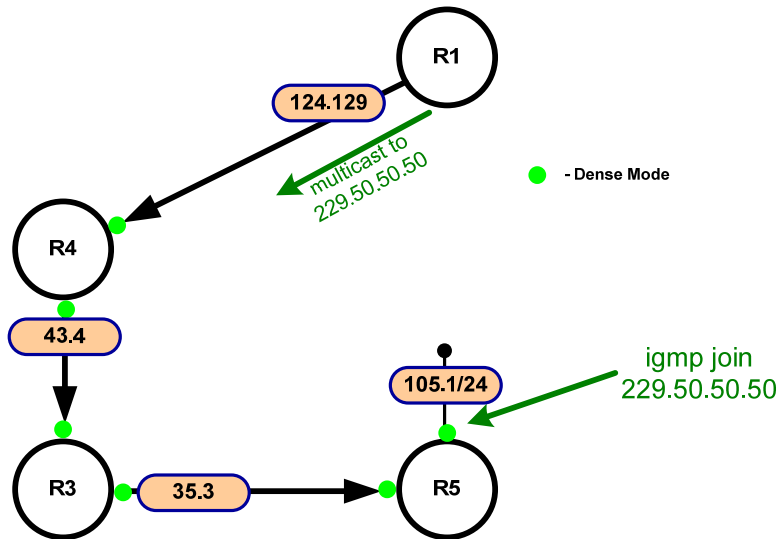 R1
124.129
multicast to
229.50.50.50
- Dense Mode
R4
43.4
igmp join
229.50.50.50
105.1/24
R3
35.3
R5